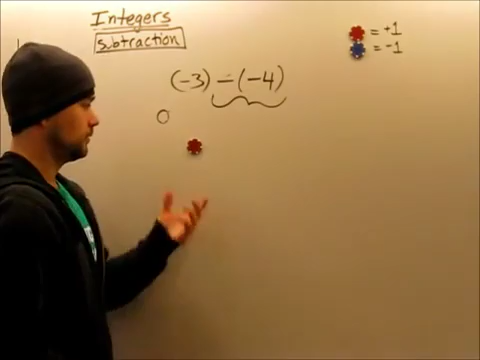 Integers
subtraction
= +1
= -1
(-3) - (-4)
0